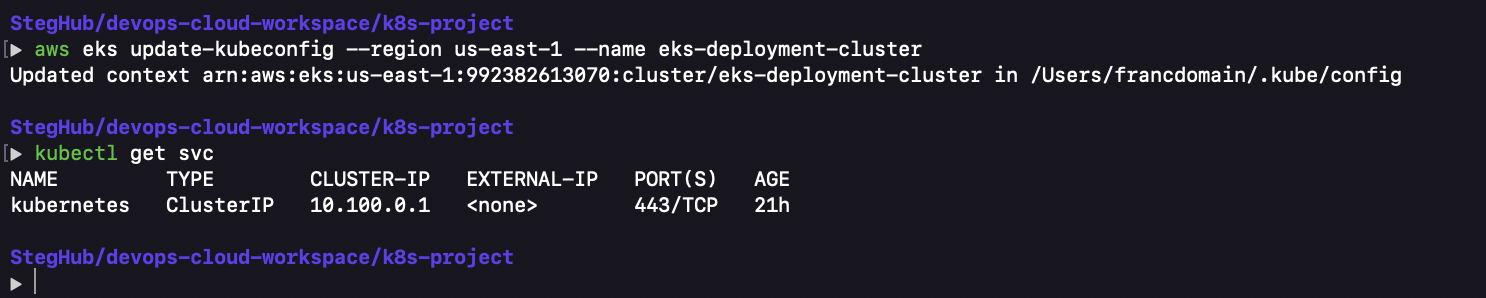 StegHub/devops-cloud-workspace/k8s-project
[▶ aws eks update-kubeconfig --region us-east-1 --name eks-deployment-cluster
Updated context arn:aws:eks:us-east-1:992382613070:cluster/eks-deployment-cluster in /Users/francdomain/.kube/config
StegHub/devops-cloud-workspace/k8s-project
[▶ kubectl get svc
NAME         TYPE        CLUSTER-IP   EXTERNAL-IP   PORT(S)   AGE
kubernetes   ClusterIP   10.100.0.1   <none>        443/TCP   21h
StegHub/devops-cloud-workspace/k8s-project
▶